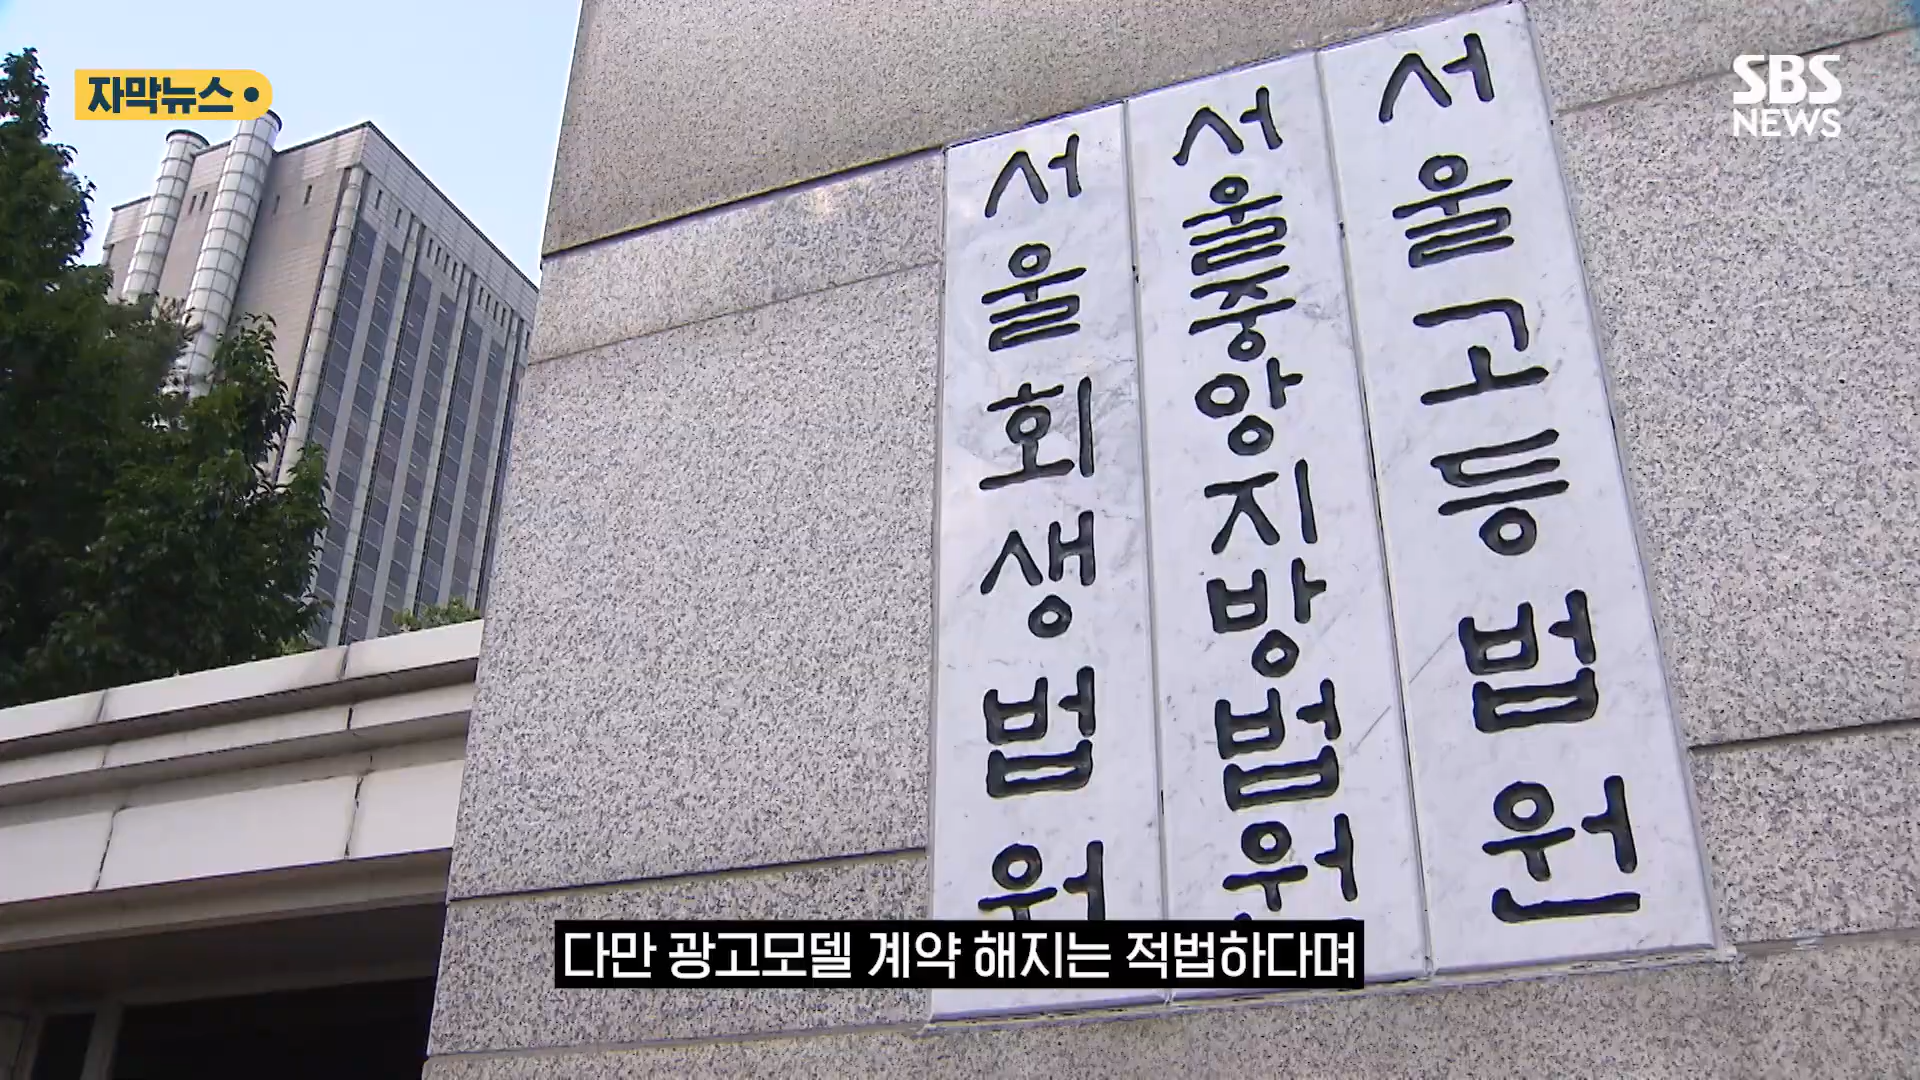 자막뉴스
SBS
NEWS
서울회생법원
서울중앙지방법원
서울고등법원
다만 광고모델 계약 해지는 적법하다며